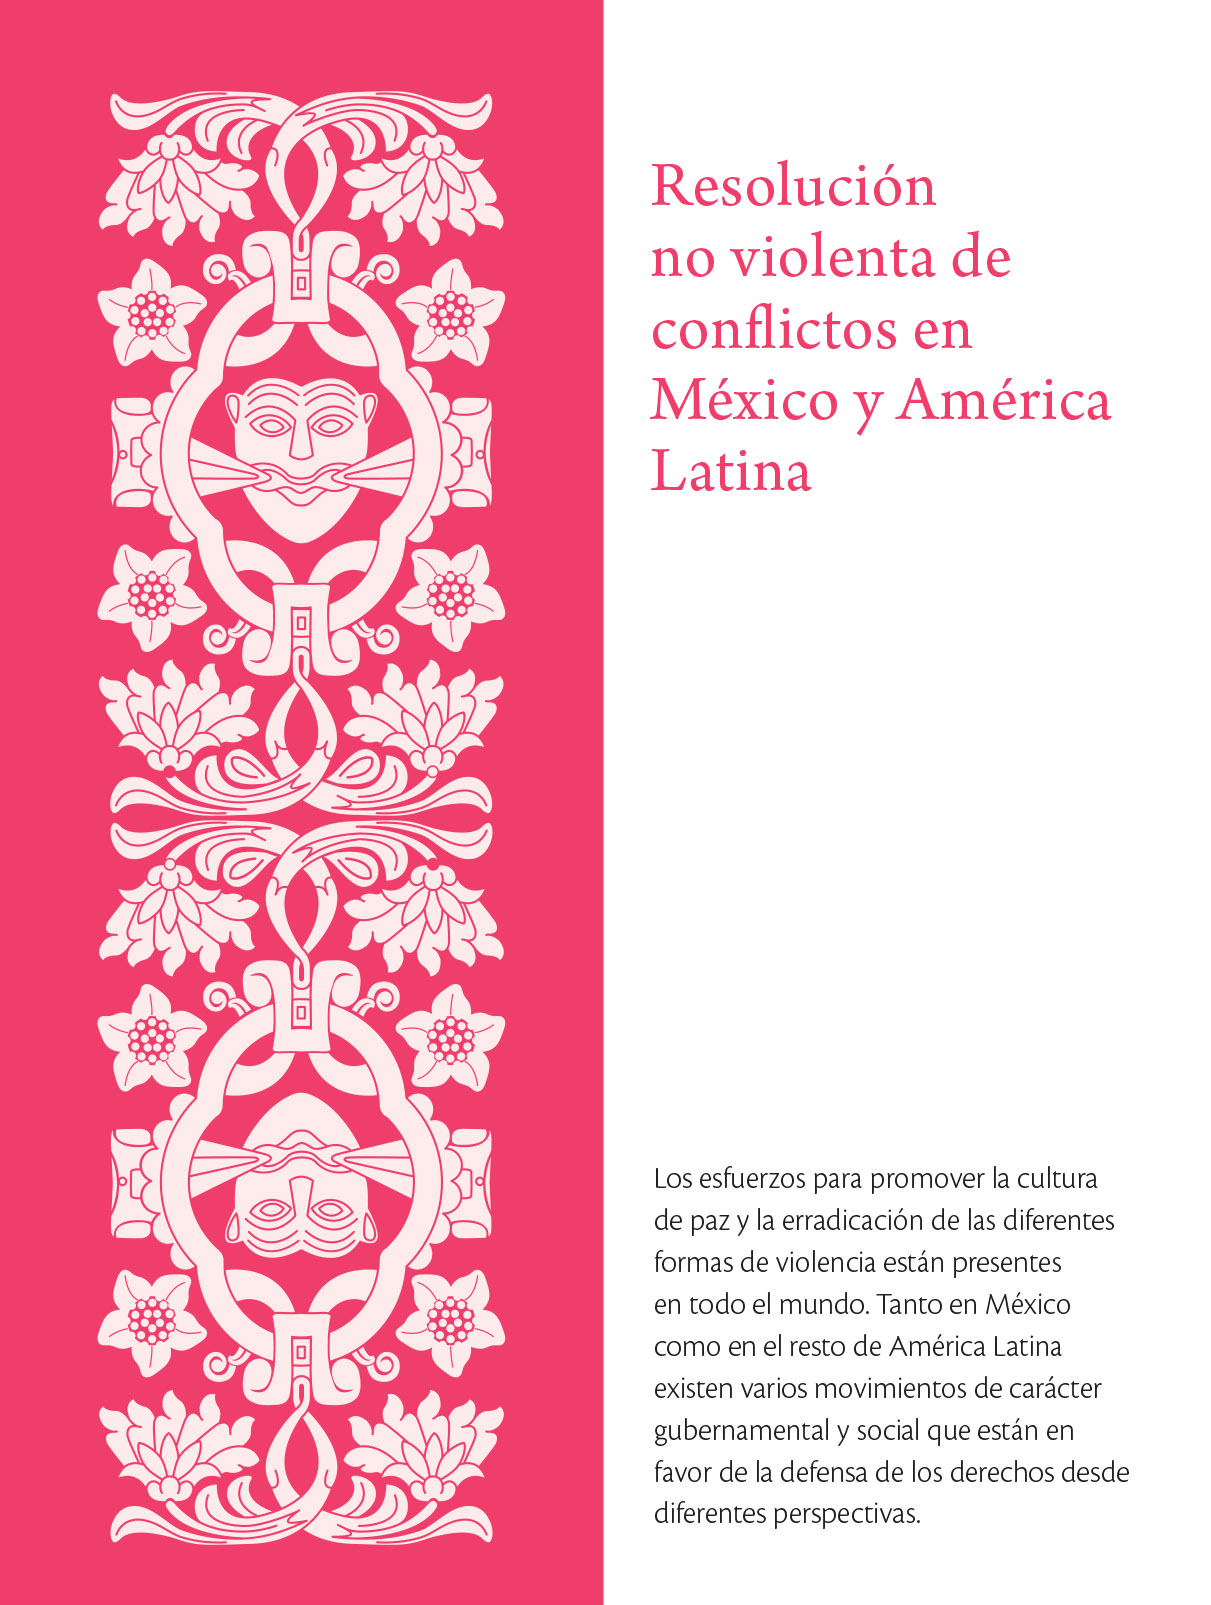 Resolución
no violenta de
conflictos en
México y América
Latina
Los esfuerzos para promover la cultura
de paz y la erradicación de las diferentes
formas de violencia están presentes
en todo el mundo. Tanto en México
como en el resto de América Latina
existen varios movimientos de carácter
gubernamental y social que están en
favor de la defensa de los derechos desde
diferentes perspectivas.